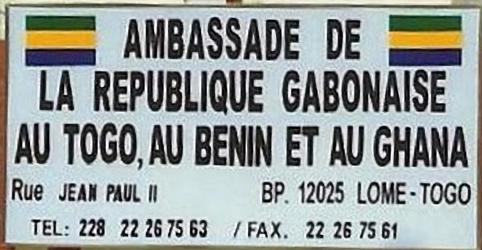 AMBASSADE DE
LA REPUBLIQUE GABONAISE
AU TOGO, AU BENIN ET AU GHANA
Rue JEAN PAUL II BP. 12025 LOME - TOGO
TEL: 228 22 26 75 63 / FAX. 22 26 75 61